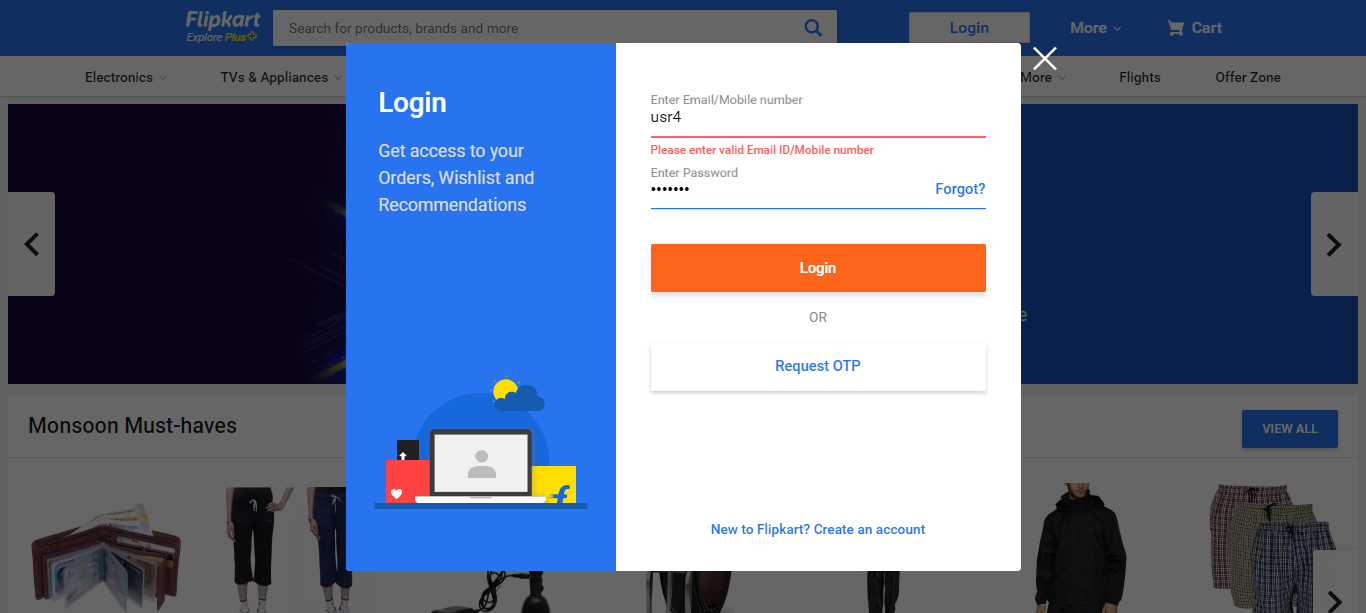 Flipkart
Explore Plus
Search for products, brands and more
Login
More
Cart
Electronics
TVs & Appliances
More
Flights
Offer Zone
Login
Get access to your
Orders, Wishlist and
Recommendations
Enter Email/Mobile number
usr4
Please enter valid Email ID/Mobile number
Enter Password
•••••••
Forgot?
Login
OR
Request OTP
New to Flipkart? Create an account
Monsoon Must-haves
VIEW ALL